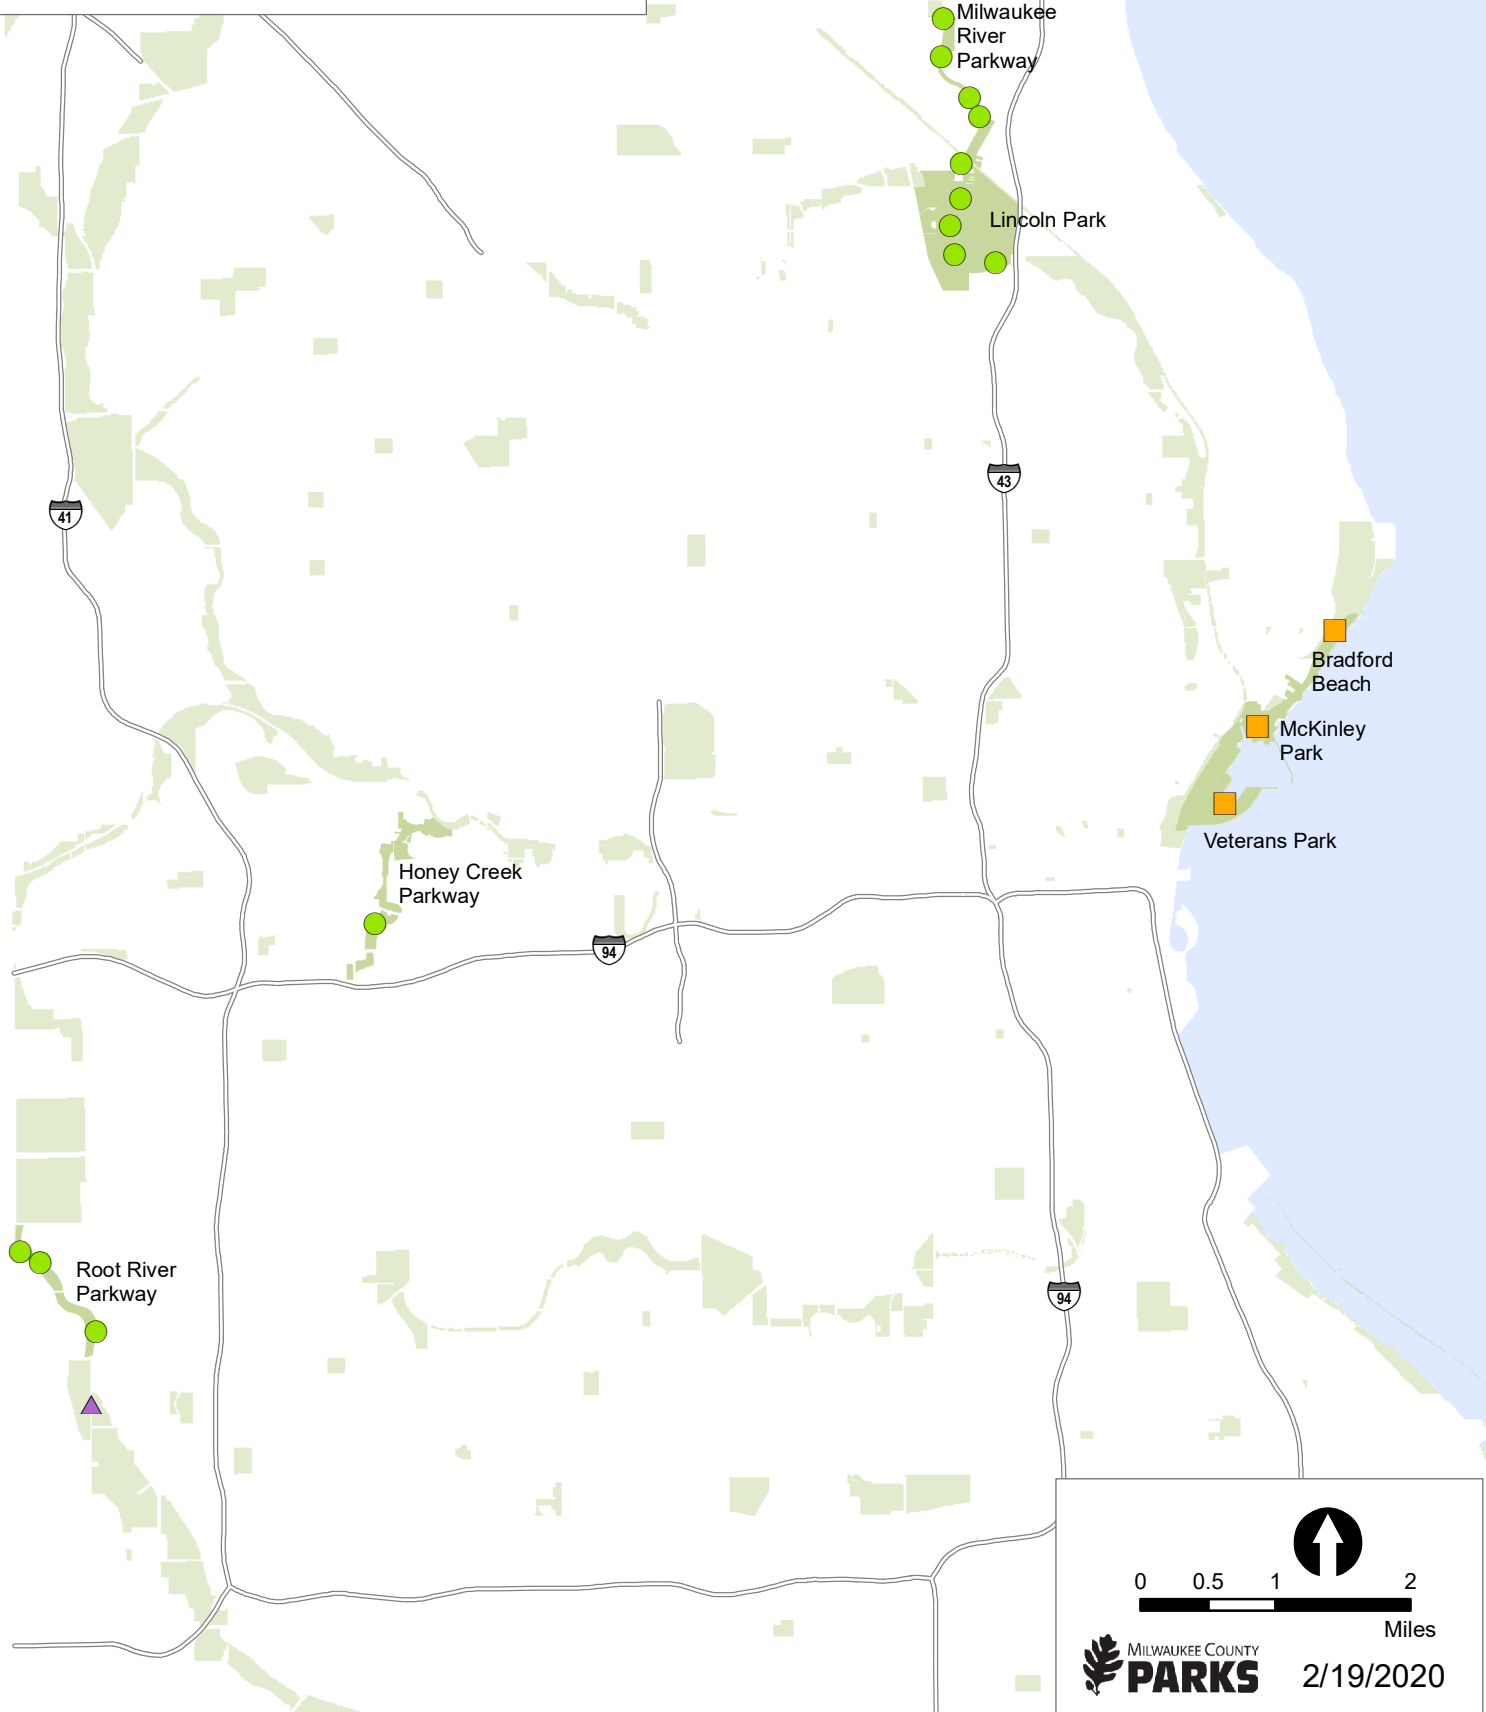 Milwaukee
River
Parkway
Lincoln Park
43
41
Bradford
Beach
McKinley
Park
Veterans Park
Honey Creek
Parkway
94
Root River
Parkway
94
0 0.5 1 2
Miles
MILWAUKEE COUNTY
PARKS
2/19/2020